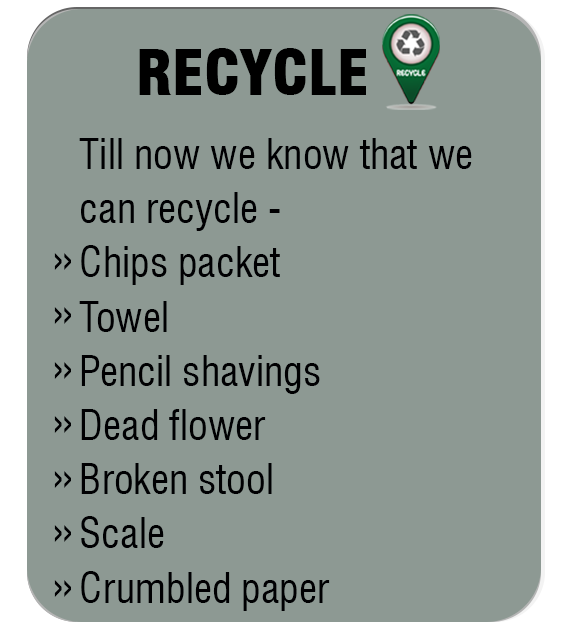 RECYCLE
RECYCLE
Till now we know that we
can recycle -
›› Chips packet
›› Towel
›› Pencil shavings
›› Dead flower
›› Broken stool
›› Scale
›› Crumbled paper